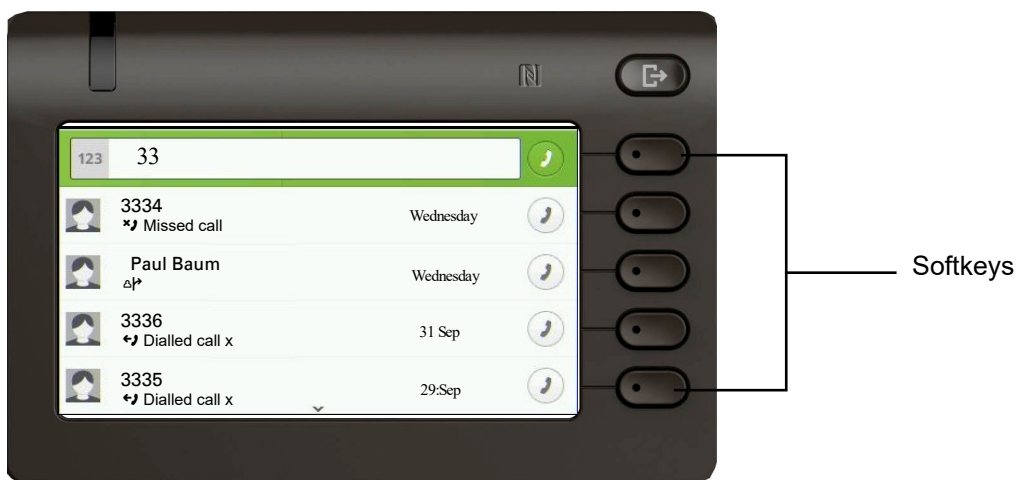 123 33
3334
Missed call Wednesday
Paul Baum Wednesday
3336
Dialled call x 31 Sep
3335
Dialled call x 29:Sep
Softkeys